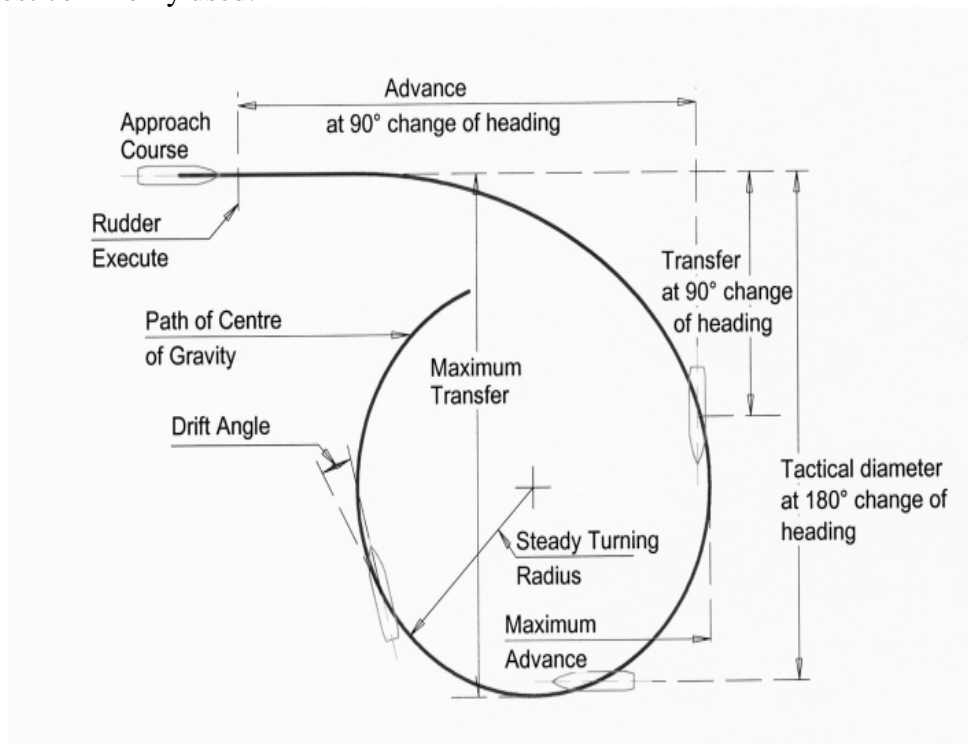 Advance
at 90° change of heading
Approach
Course
Rudder
Execute
Transfer
at 90° change
of heading
Path of Centre
of Gravity
Maximum
Transfer
Drift Angle
Tactical diameter
at 180° change of
heading
Steady Turning
Radius
Maximum
Advance